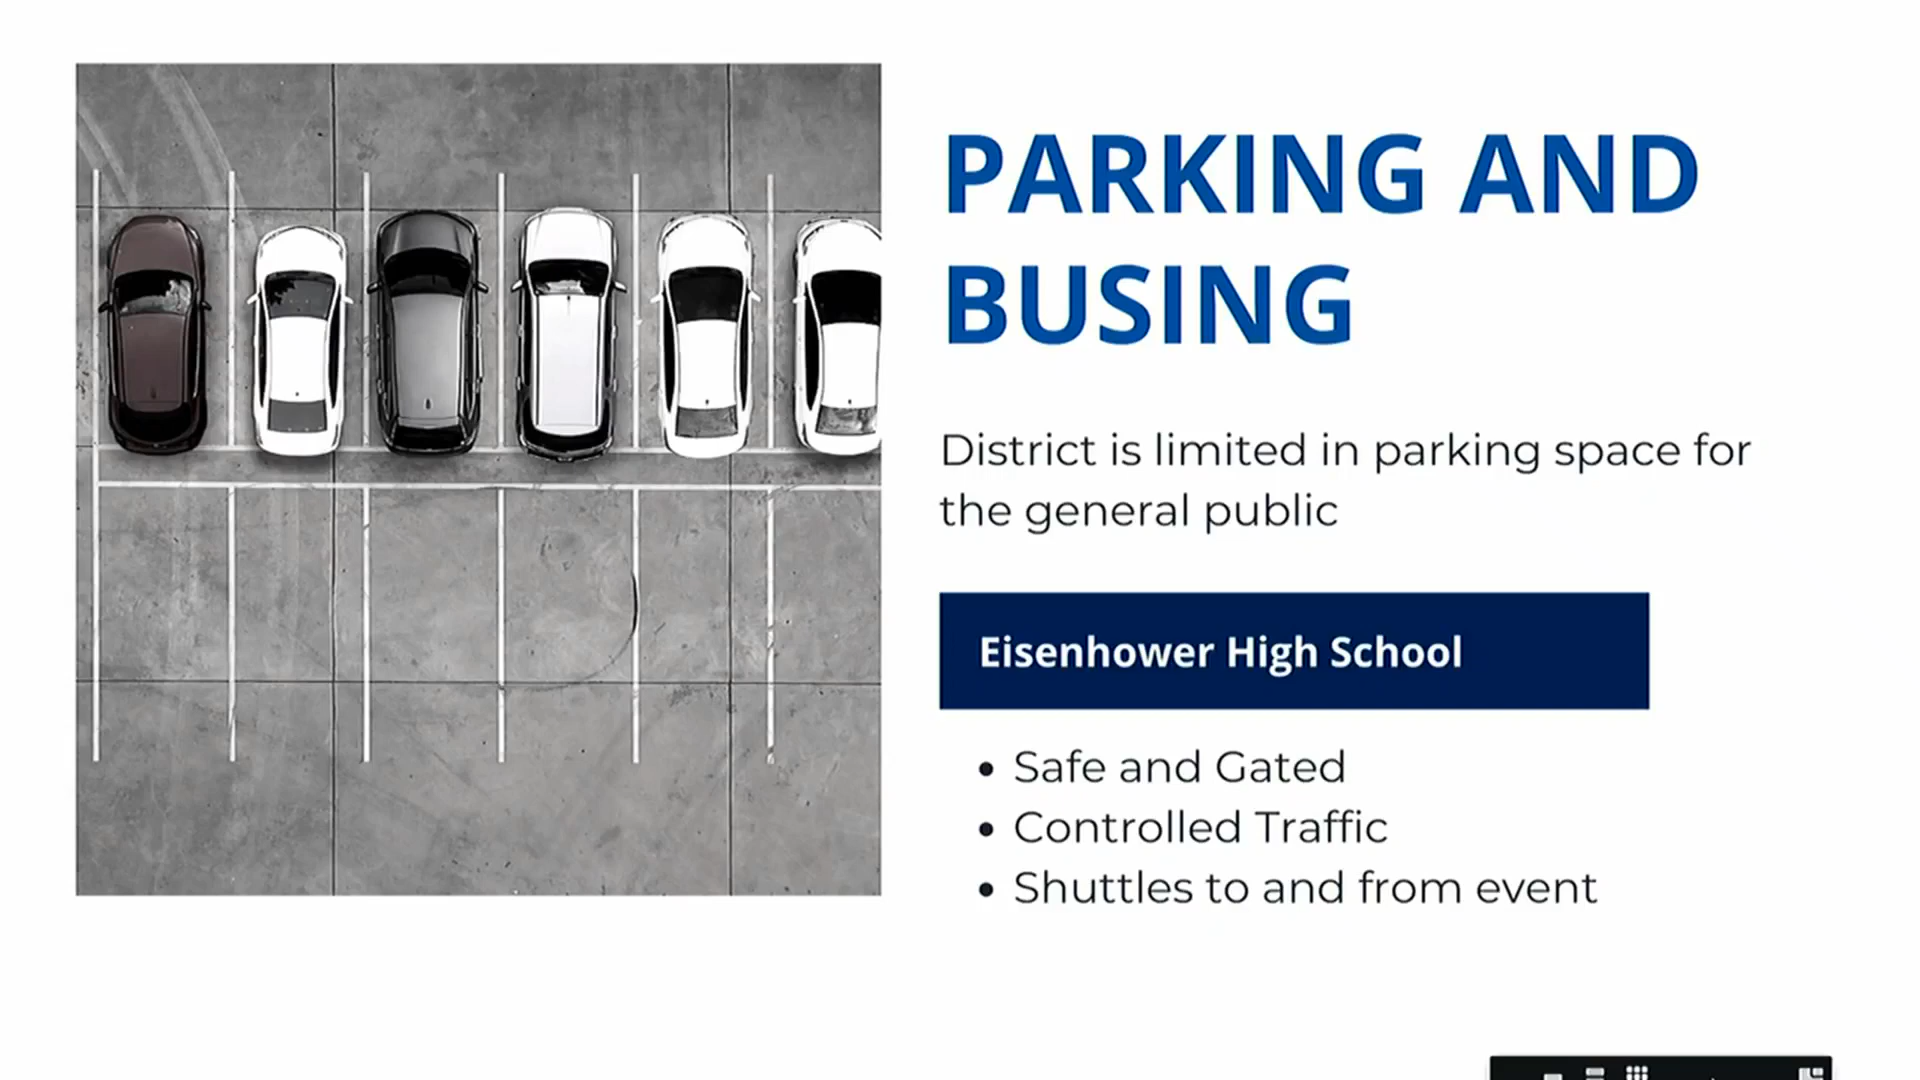 PARKING AND
BUSING
District is limited in parking space for
the general public
Eisenhower High School
• Safe and Gated
• Controlled Traffic
• Shuttles to and from event